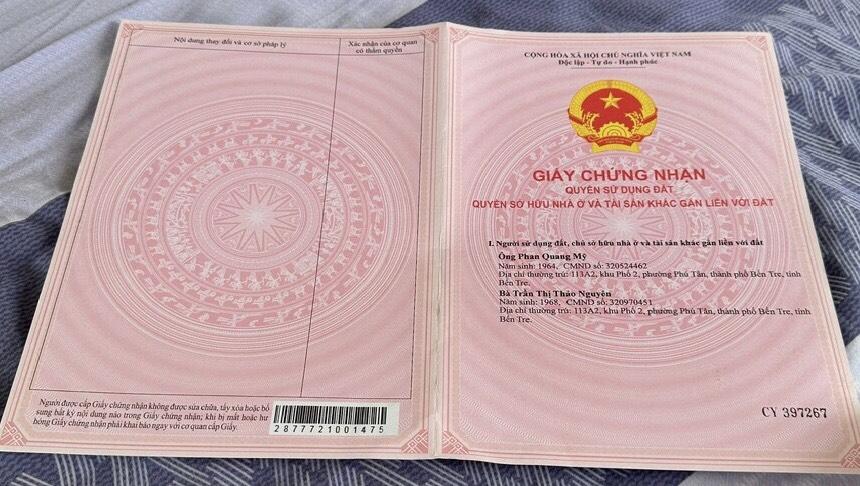 Nội dung thay đổi và cơ sở pháp lý
Xác nhận của cơ quan
có thẩm quyền
Người được cấp Giấy chứng nhận không được sửa chữa, tẩy xóa hoặc bổ
sung bất kỳ nội dung nào trong Giấy chứng nhận; khi bị mất hoặc hư
hỏng Giấy chứng nhận phải khai báo ngay với cơ quan cấp Giấy.
2877721001475
CỘNG HÒA XÃ HỘI CHỦ NGHĨA VIỆT NAM
Độc lập - Tự do - Hạnh phúc
GIẤY CHỨNG NHẬN
QUYỀN SỬ DỤNG ĐẤT
QUYỀN SỞ HỮU NHÀ Ở VÀ TÀI SẢN KHÁC GẮN LIỀN VỚI ĐẤT
I. Người sử dụng đất, chủ sở hữu nhà ở và tài sản khác gắn liền với đất
Ông Phan Quang Mỹ
Năm sinh: 1964, CMND số: 320524462
Địa chỉ thường trú: 113A2, khu Phố 2, phường Phú Tân, thành phố Bến Tre, tỉnh
Bến Tre.
Bà Trần Thị Thảo Nguyên
Năm sinh: 1968, CMND số: 320970451
Địa chỉ thường trú: 113A2, khu Phố 2, phường Phú Tân, thành phố Bến Tre, tỉnh
Bến Tre.
CY 397267